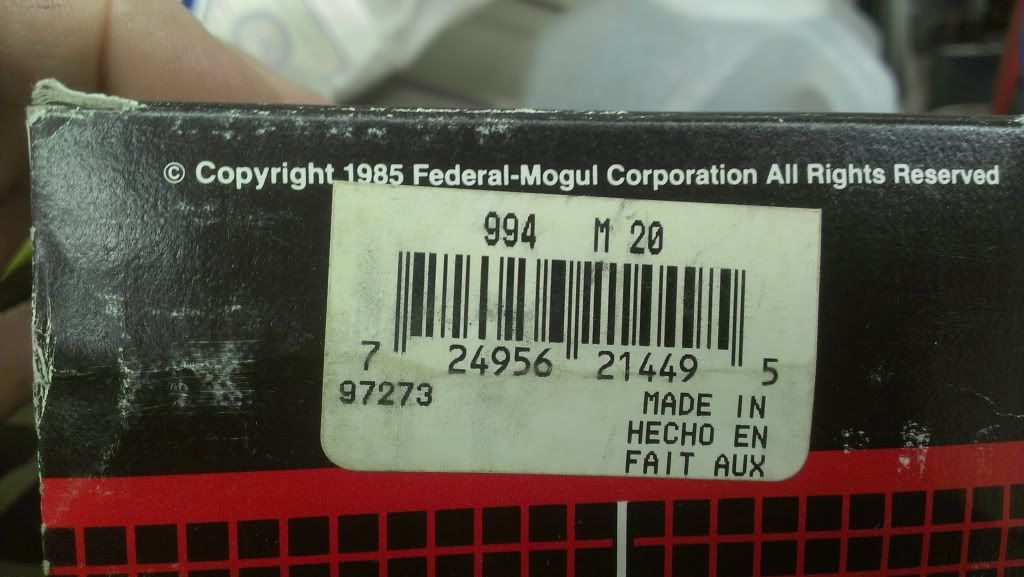 © Copyright 1985 Federal-Mogul Corporation All Rights Reserved
994 M 20
7 24956 21449 5
97273
MADE IN
HECHO EN
FAIT AUX